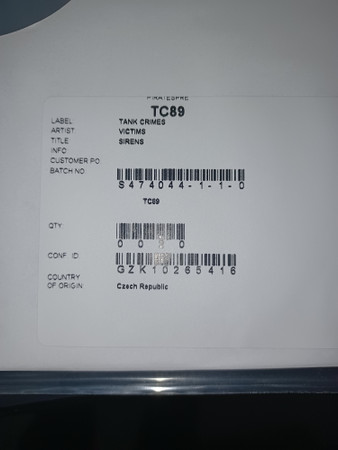 PIRATESPRE
TC89
LABEL TANK CRIMES
ARTIST VICTIMS
TITLE SIRENS
INFO
CUSTOMER PO
BATCH NO
S474044-1-1-0
TC89
QTY
CONF ID
GZK10265416
COUNTRY
OF ORIGIN Czech Republic